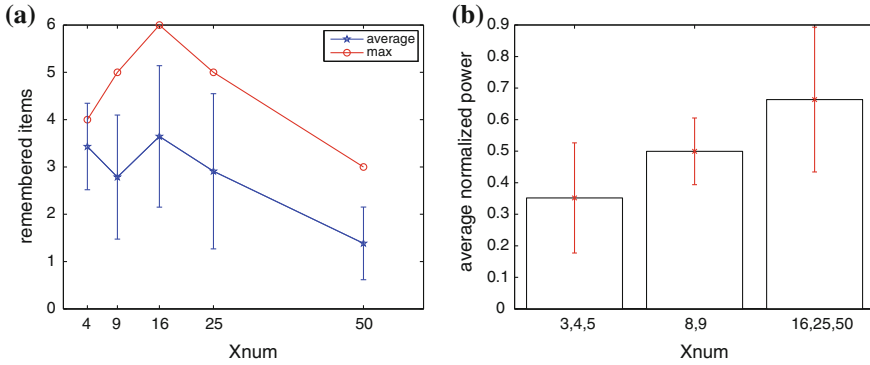 (a)
remembered items
6
5
4
3
2
1
0
average
max
4 9 16 25 50
Xnum
(b)
average normalized power
0.9
0.8
0.7
0.6
0.5
0.4
0.3
0.2
0.1
0
3,4,5 8,9 16,25,50
Xnum